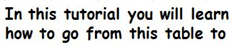 In this tutorial you will learn
how to go from this table to